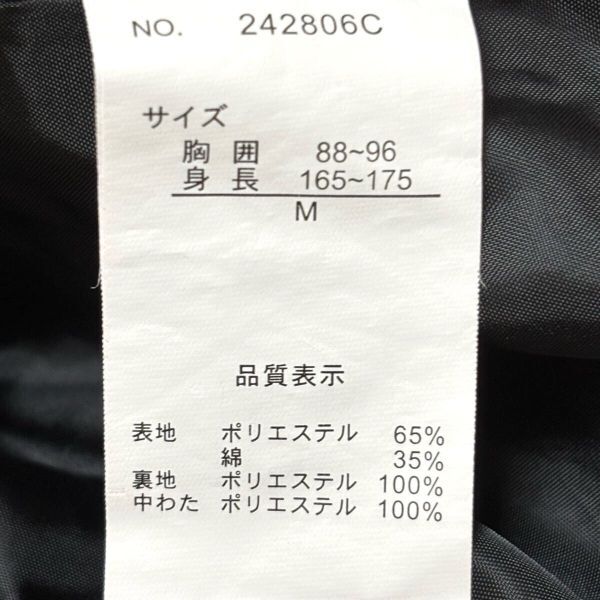 NO. 242806C
サイズ
胸 囲 88~96
身 長 165~175
M
品質表示
表地 ポリエステル 65%
綿 35%
裏地 ポリエステル 100%
中わた ポリエステル 100%